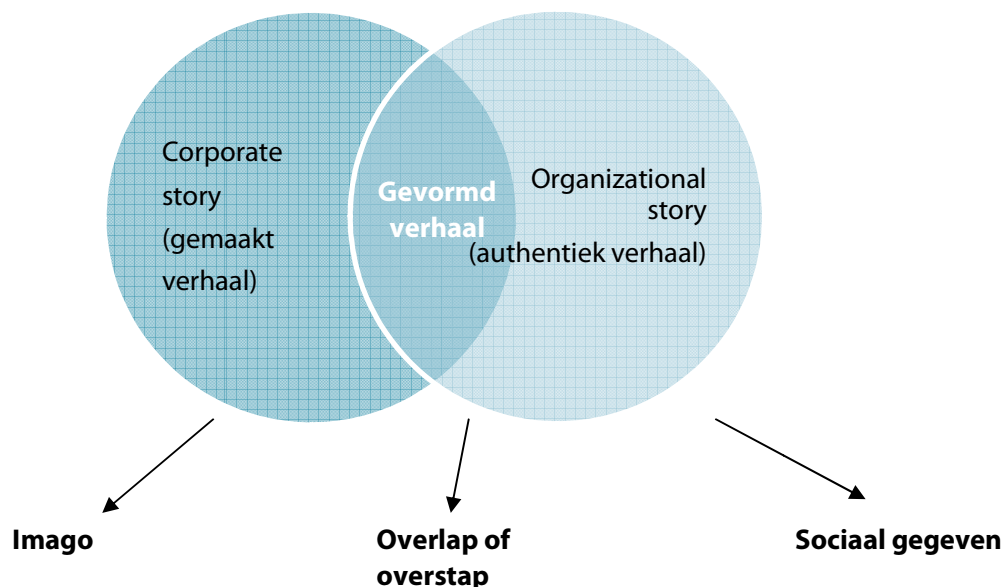 Corporate
story
(gemaakt
verhaal)
Gevormd
verhaal
Organizational
story
(authentiek verhaal)
Imago
Overlap of
overstap
Sociaal gegeven